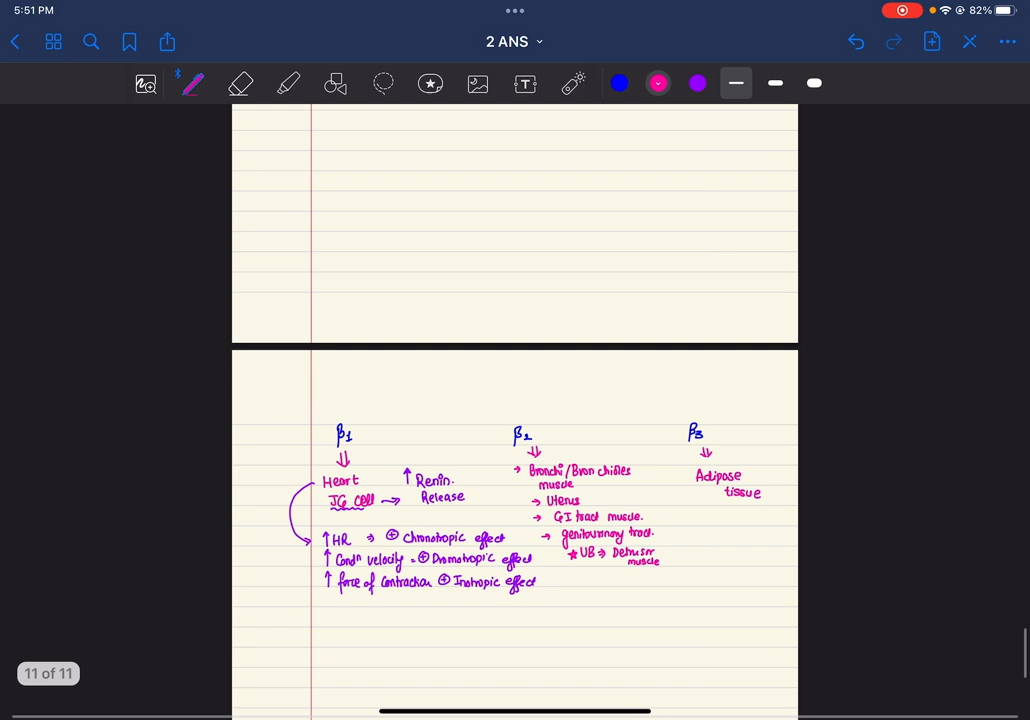 5:51 PM
82%
2 ANS
β1
β2
β3
Heart
JG cell → ↑ Renin.
Release
→ Bronchi/Bronchioles
muscle
→ Uterus
→ GI tract muscle.
→ genitourinary tract.
★ UB → Detrusor
muscle
Adipose
tissue
↑ HR → ⊕ Chronotropic effect
↑ Condn velocity = ⊕ Dromotropic effect
↑ force of contraction ⊕ Inotropic effect
11 of 11